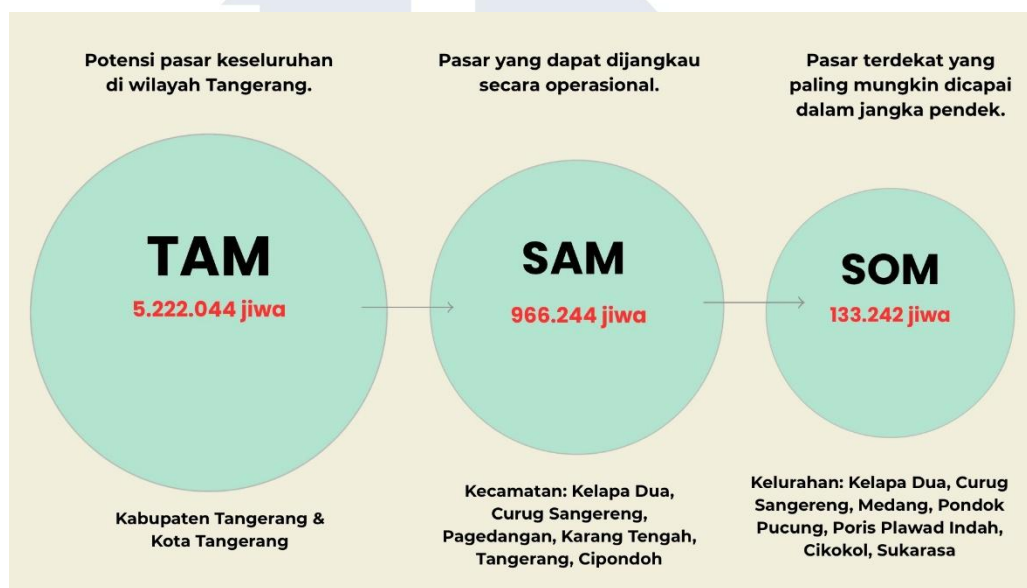 Potensi pasar keseluruhan
di wilayah Tangerang.
Pasar yang dapat dijangkau
secara operasional.
Pasar terdekat yang
paling mungkin dicapai
dalam jangka pendek.
TAM
5.222.044 jiwa
SAM
966.244 jiwa
SOM
133.242 jiwa
Kabupaten Tangerang &
Kota Tangerang
Kecamatan: Kelapa Dua,
Curug Sangereng,
Pagedangan, Karang Tengah,
Tangerang, Cipondoh
Kelurahan: Kelapa Dua, Curug
Sangereng, Medang, Pondok
Pucung, Poris Plawad Indah,
Cikokol, Sukarasa